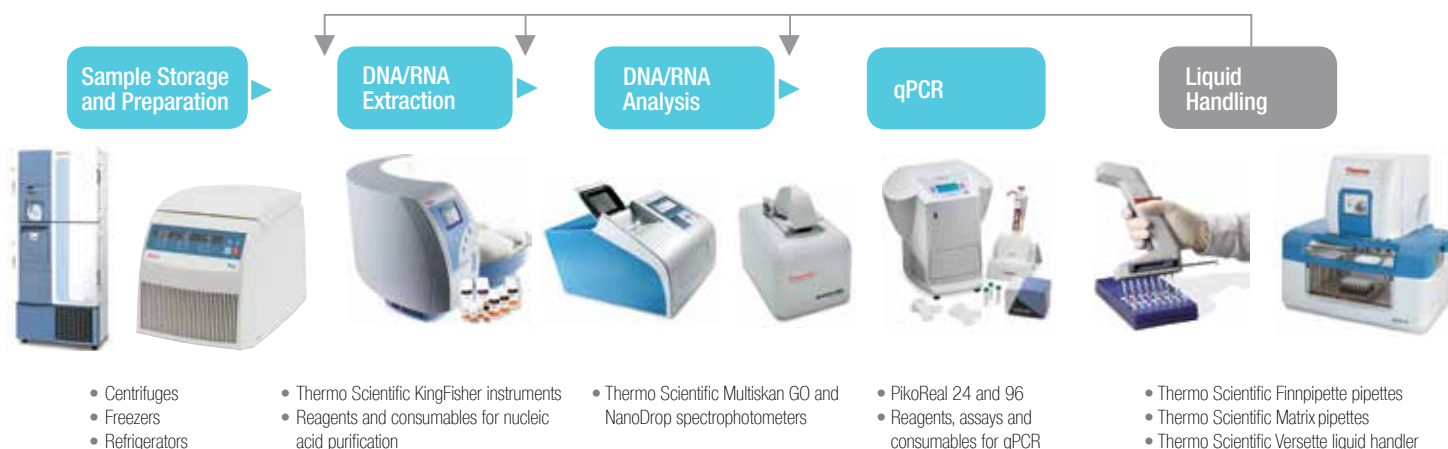 Sample Storage
and Preparation
DNA/RNA
Extraction
DNA/RNA
Analysis
qPCR
Liquid
Handling
• Centrifuges
• Freezers
• Refrigerators
• Thermo Scientific KingFisher instruments
• Reagents and consumables for nucleic
acid purification
• Thermo Scientific Multiskan GO and
NanoDrop spectrophotometers
• PikoReal 24 and 96
• Reagents, assays and
consumables for qPCR
• Thermo Scientific Finnpipette pipettes
• Thermo Scientific Matrix pipettes
• Thermo Scientific Versette liquid handler